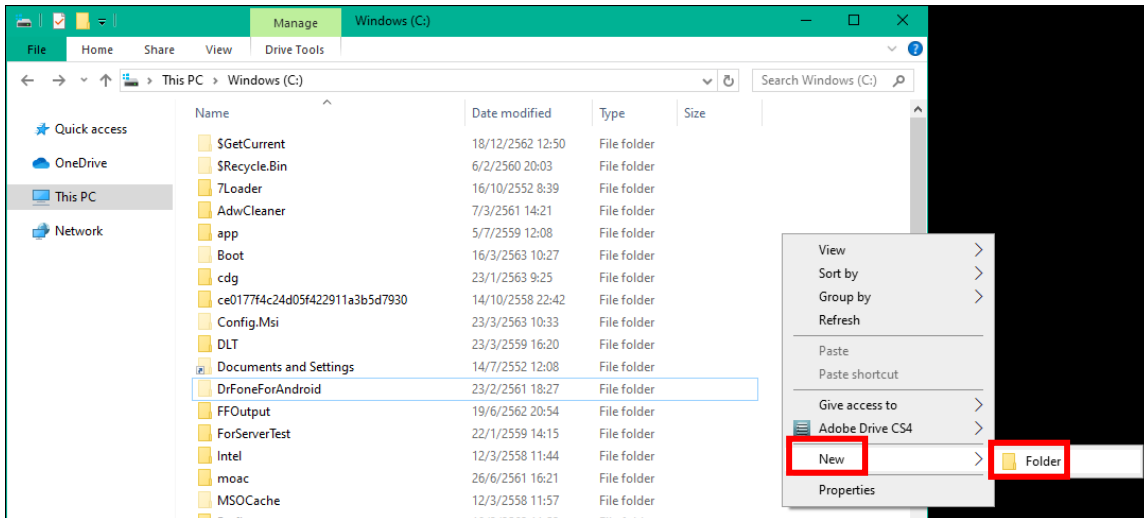 Manage Windows (C:)
File Home Share View Drive Tools
This PC Windows (C:) Search Windows (C:)
Name Date modified Type Size
Quick access
OneDrive
This PC
Network
$GetCurrent 18/12/2562 12:50 File folder
$Recycle.Bin 6/2/2560 20:03 File folder
7Loader 16/10/2552 8:39 File folder
AdwCleaner 7/3/2561 14:21 File folder
app 5/7/2559 12:08 File folder
Boot 16/3/2563 10:27 File folder
cdg 23/1/2563 9:25 File folder
ce0177f4c24d05f422911a3b5d7930 14/10/2558 22:42 File folder
Config.Msi 23/3/2563 10:33 File folder
DLT 23/3/2559 16:20 File folder
Documents and Settings 14/7/2552 12:08 File folder
DrFoneForAndroid 23/2/2561 18:27 File folder
FFOutput 19/6/2562 20:54 File folder
ForServerTest 22/1/2559 14:15 File folder
Intel 12/3/2558 11:44 File folder
moac 26/6/2561 16:21 File folder
MSOCache 12/3/2558 11:57 File folder
View
Sort by
Group by
Refresh
Paste
Paste shortcut
Give access to
Adobe Drive CS4
New
Folder
Properties